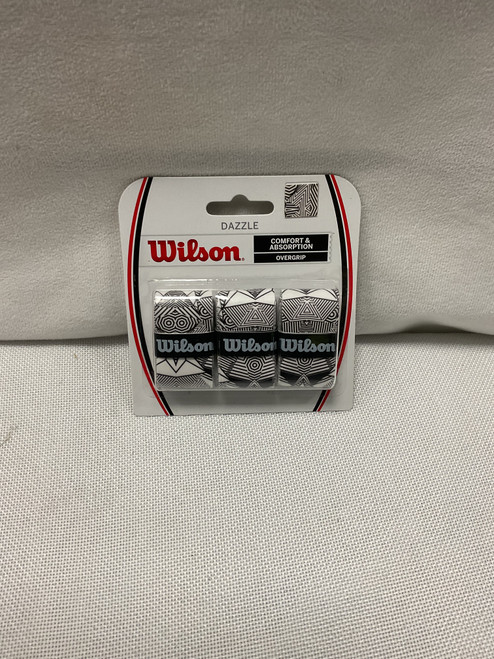 DAZZLE
Wilson.
COMFORT &
ABSORPTION
OVERGRIP
Wilson
Wilson
Wilson